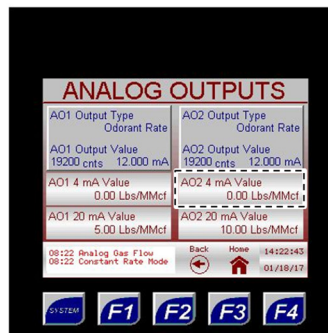 ANALOG OUTPUTS
AO1 Output Type
Odorant Rate
AO1 Output Value
19200 cnts 12.000 mA
AO2 Output Type
Odorant Rate
AO2 Output Value
19200 cnts 12.000 mA
AO1 4 mA Value
0.00 Lbs/MMcf
AO2 4 mA Value
0.00 Lbs/MMcf
AO1 20 mA Value
5.00 Lbs/MMcf
AO2 20 mA Value
10.00 Lbs/MMcf
08:22 Analog Gas Flow
08:22 Constant Rate Mode
Back
Home
14:22:43
01/18/17
SYSTEM F1 F2 F3 F4